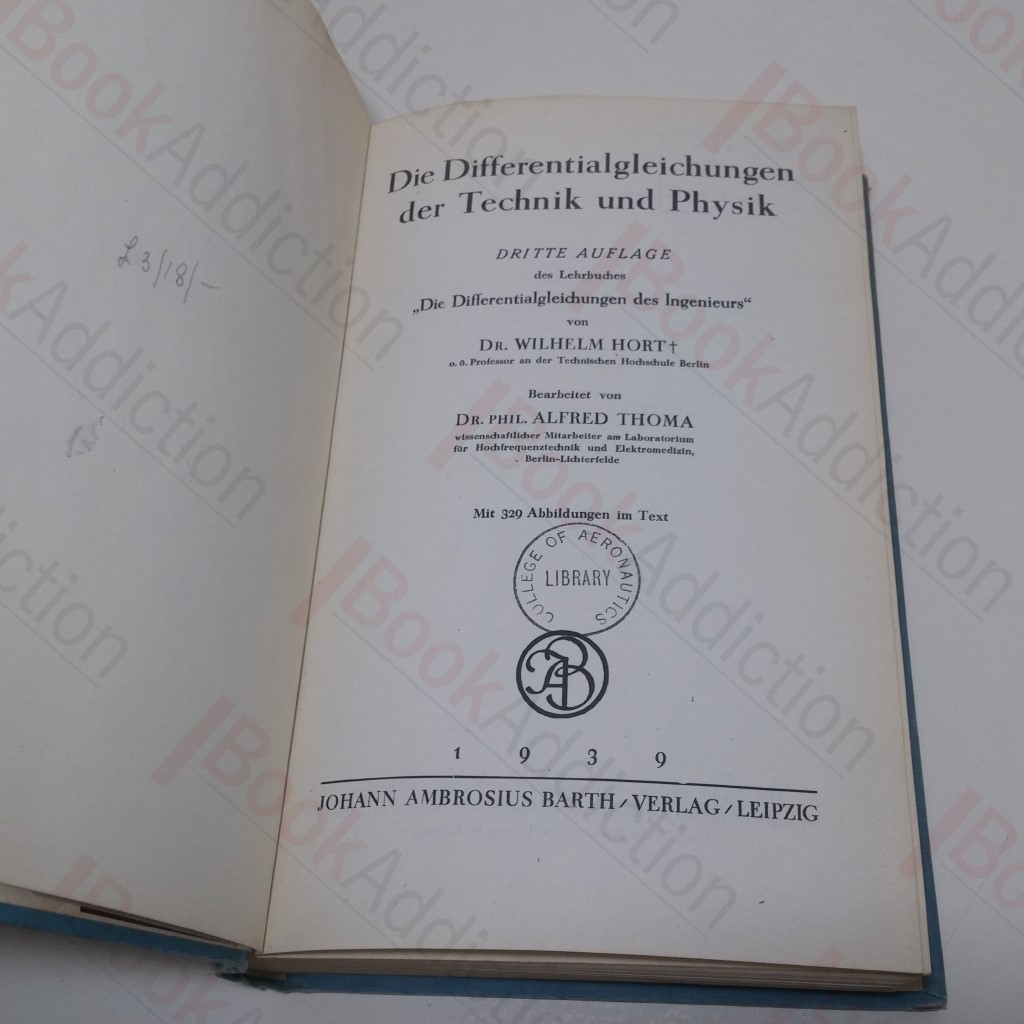 £ 3/18/-
Die Differentialgleichungen
der Technik und Physik
DRITTE AUFLAGE
des Lehrbuches
„Die Differentialgleichungen des Ingenieurs“
von
DR. WILHELM HORT†
o. ö. Professor an der Technischen Hochschule Berlin
Bearbeitet von
DR. PHIL. ALFRED THOMA
wissenschaftlicher Mitarbeiter am Laboratorium
für Hochfrequenztechnik und Elektromedizin,
Berlin-Lichterfelde
Mit 329 Abbildungen im Text
COLLEGE OF AERONAUTICS
LIBRARY
JAB
1 9 3 9
JOHANN AMBROSIUS BARTH / VERLAG / LEIPZIG
BookAddiction